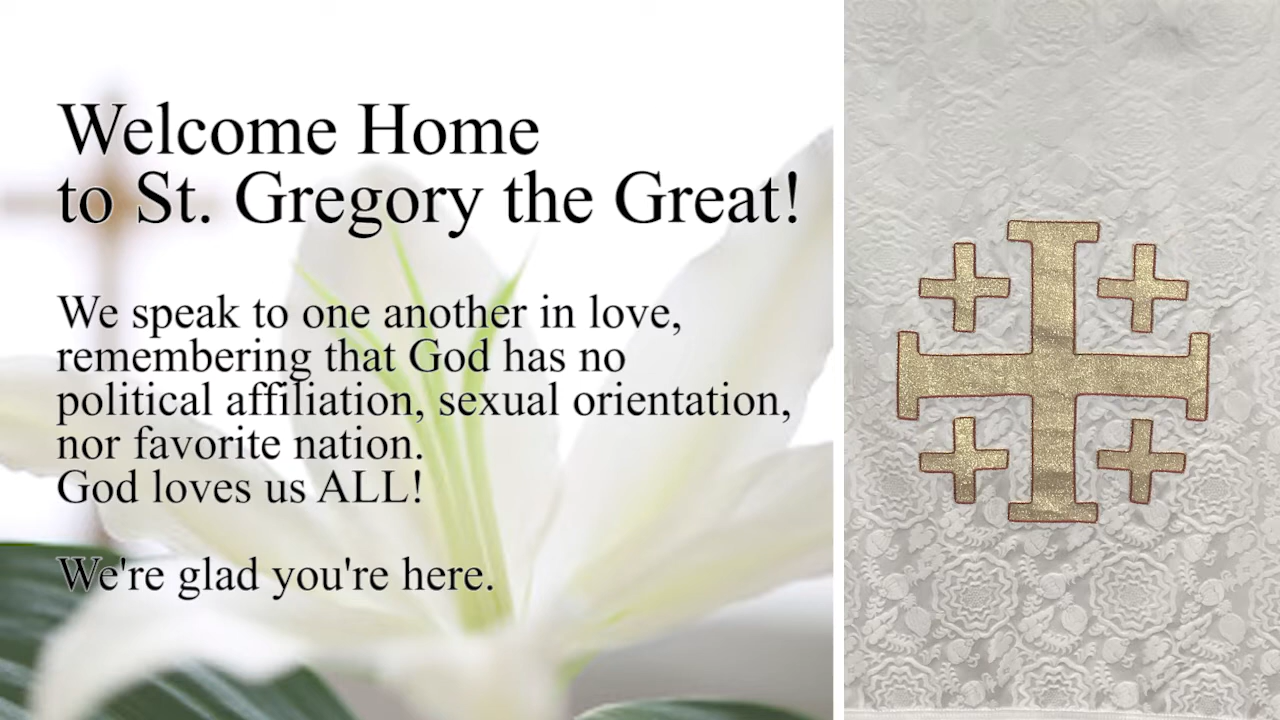 Welcome Home
to St. Gregory the Great!
We speak to one another in love,
remembering that God has no
political affiliation, sexual orientation,
nor favorite nation.
God loves us ALL!
We're glad you're here.